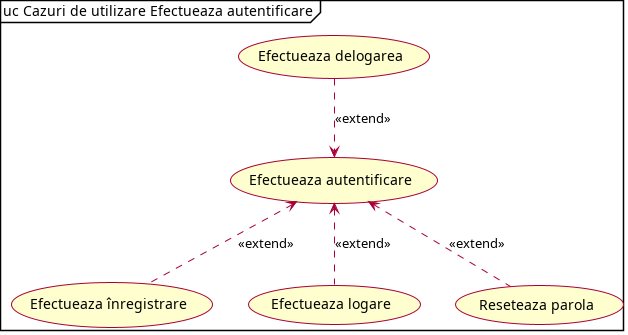 uc Cazuri de utilizare Efectueaza autentificare
Efectueaza delogarea
«extend»
Efectueaza autentificare
«extend»
«extend»
«extend»
Efectueaza înregistrare
Efectueaza logare
Reseteaza parola